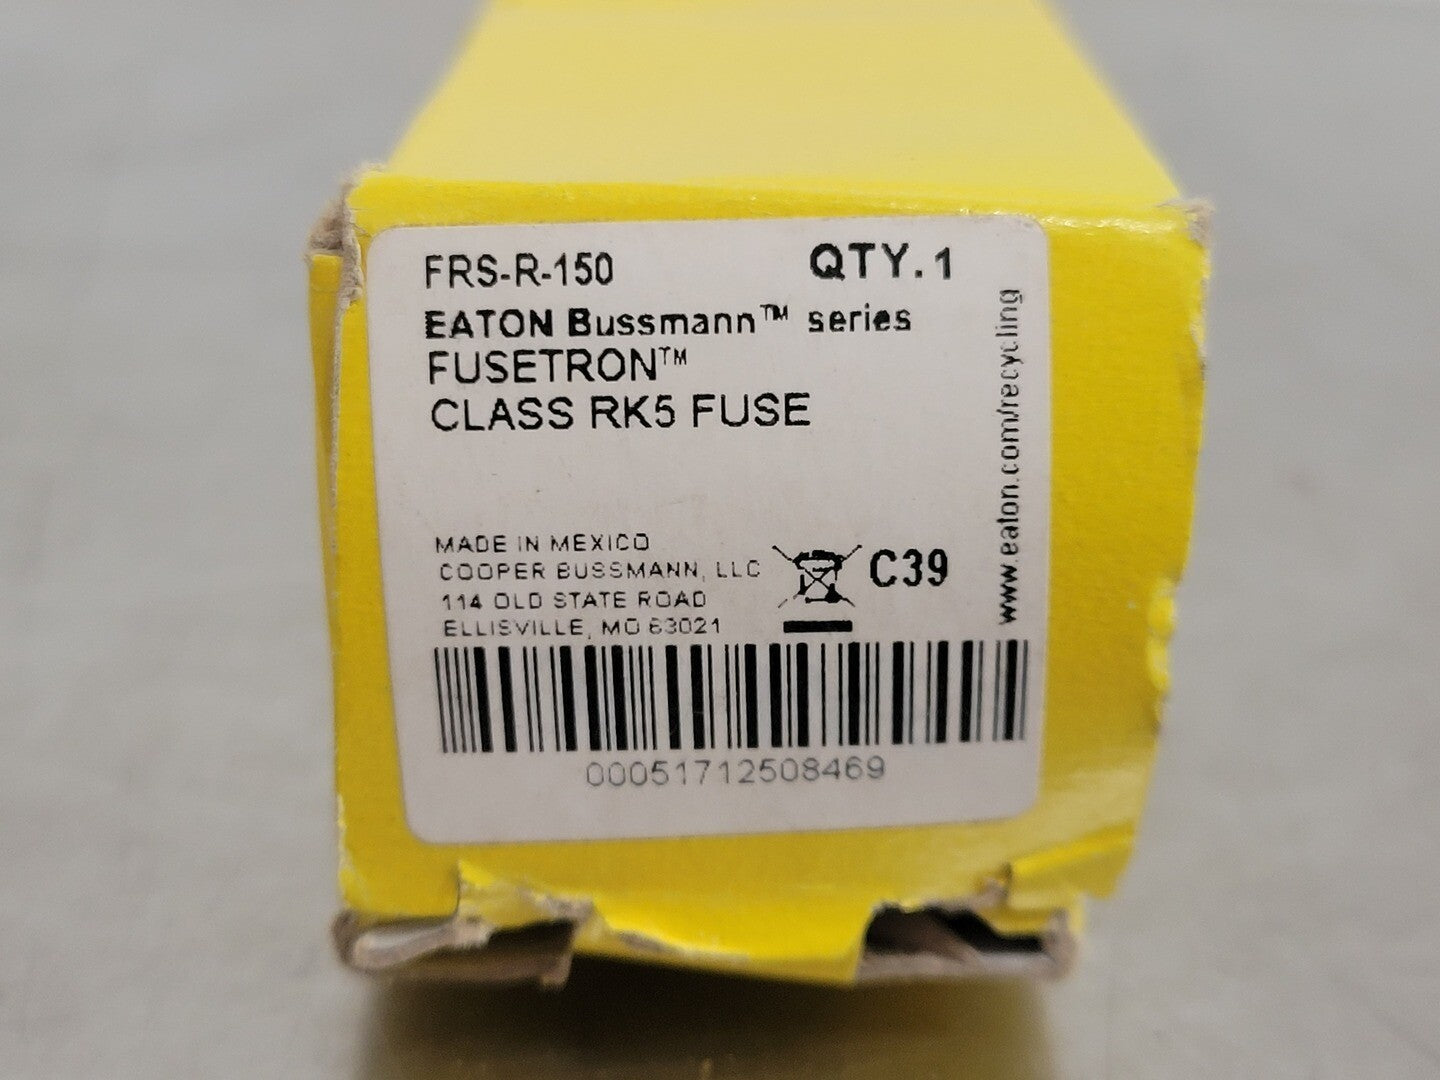 FRS-R-150
QTY. 1
EATON Bussmann™ series
FUSETRON™
CLASS RK5 FUSE
www.eaton.com/recycling
MADE IN MEXICO
COOPER BUSSMANN, LLC
114 OLD STATE ROAD
ELLISVILLE, MO 63021
C39
00051712508469